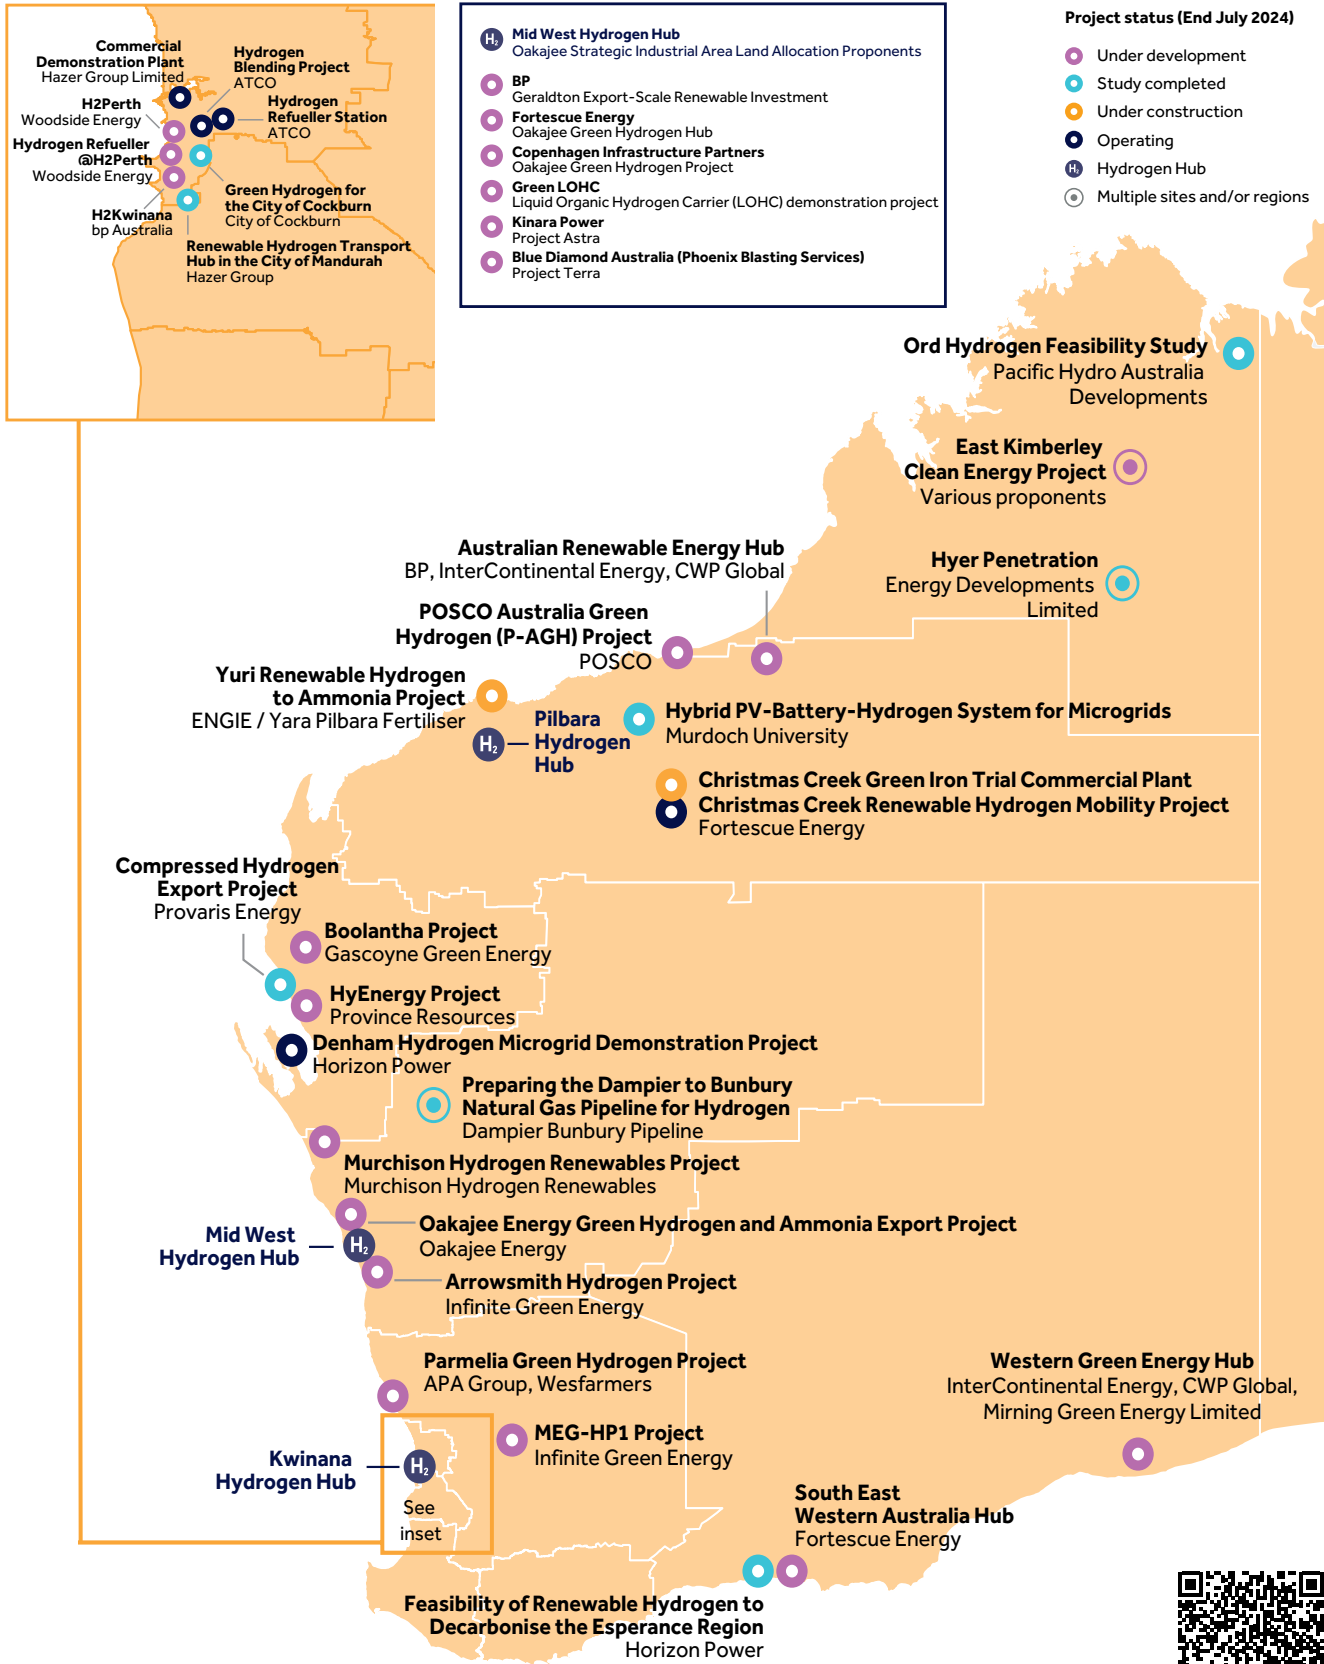 Commercial
Demonstration Plant
Hazer Group Limited
Hydrogen
Blending Project
ATCO
H2Perth
Woodside Energy
Hydrogen
Refueller Station
ATCO
Hydrogen Refueller
@H2Perth
Woodside Energy
Green Hydrogen for
the City of Cockburn
City of Cockburn
H2Kwinana
bp Australia
Renewable Hydrogen Transport
Hub in the City of Mandurah
Hazer Group
H2
Mid West Hydrogen Hub
Oakajee Strategic Industrial Area Land Allocation Proponents
BP
Geraldton Export-Scale Renewable Investment
Fortescue Energy
Oakajee Green Hydrogen Hub
Copenhagen Infrastructure Partners
Oakajee Green Hydrogen Project
Green LOHC
Liquid Organic Hydrogen Carrier (LOHC) demonstration project
Kinara Power
Project Astra
Blue Diamond Australia (Phoenix Blasting Services)
Project Terra
Project status (End July 2024)
Under development
Study completed
Under construction
Operating
H2 Hydrogen Hub
Multiple sites and/or regions
Ord Hydrogen Feasibility Study
Pacific Hydro Australia
Developments
East Kimberley
Clean Energy Project
Various proponents
Australian Renewable Energy Hub
BP, InterContinental Energy, CWP Global
Hyer Penetration
Energy Developments
Limited
POSCO Australia Green
Hydrogen (P-AGH) Project
POSCO
Yuri Renewable Hydrogen
to Ammonia Project
ENGIE / Yara Pilbara Fertiliser
H2
Pilbara
Hydrogen
Hub
Hybrid PV-Battery-Hydrogen System for Microgrids
Murdoch University
Christmas Creek Green Iron Trial Commercial Plant
Christmas Creek Renewable Hydrogen Mobility Project
Fortescue Energy
Compressed Hydrogen
Export Project
Provaris Energy
Boolantha Project
Gascoyne Green Energy
HyEnergy Project
Province Resources
Denham Hydrogen Microgrid Demonstration Project
Horizon Power
Preparing the Dampier to Bunbury
Natural Gas Pipeline for Hydrogen
Dampier Bunbury Pipeline
Murchison Hydrogen Renewables Project
Murchison Hydrogen Renewables
Oakajee Energy Green Hydrogen and Ammonia Export Project
Oakajee Energy
Mid West
Hydrogen Hub
H2
Arrowsmith Hydrogen Project
Infinite Green Energy
Parmelia Green Hydrogen Project
APA Group, Wesfarmers
Western Green Energy Hub
InterContinental Energy, CWP Global,
Mirning Green Energy Limited
MEG-HP1 Project
Infinite Green Energy
Kwinana
Hydrogen Hub
H2
See
inset
South East
Western Australia Hub
Fortescue Energy
Feasibility of Renewable Hydrogen to
Decarbonise the Esperance Region
Horizon Power